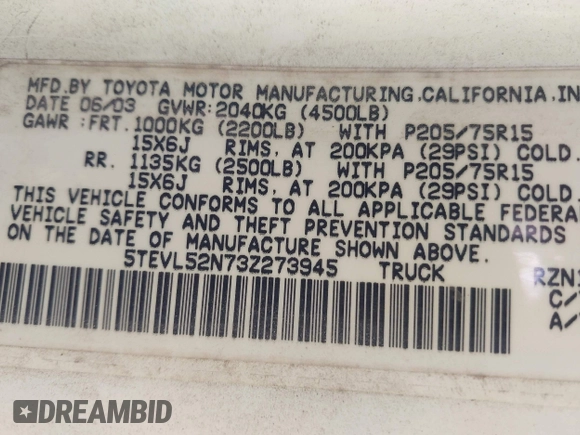 MFD.BY TOYOTA MOTOR MANUFACTURING,CALIFORNIA,IN
DATE 06/03 GVWR:2040KG (4500LB)
GAWR:FRT.1000KG (2200LB) WITH P205/75R15
15X6J RIMS, AT 200KPA (29PSI) COLD.
RR. 1135KG (2500LB) WITH P205/75R15
15X6J RIMS, AT 200KPA (29PSI) COLD.
THIS VEHICLE CONFORMS TO ALL APPLICABLE FEDERA
VEHICLE SAFETY AND THEFT PREVENTION STANDARDS I
ON THE DATE OF MANUFACTURE SHOWN ABOVE.
5TEVL52N73Z273945 TRUCK RZN1
C/
A/
DREAMBID